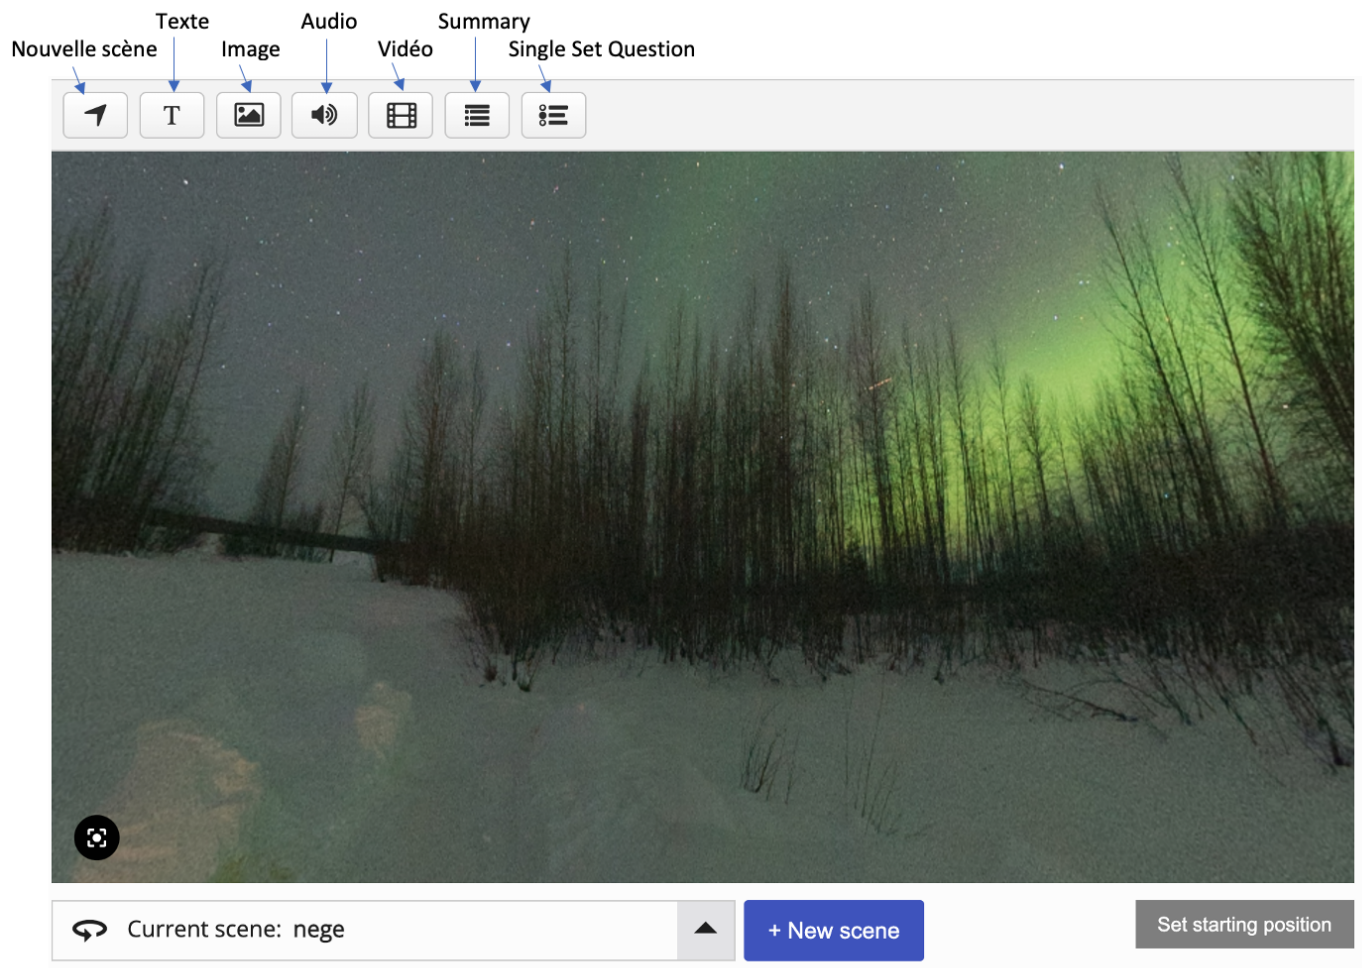 Texte Audio Summary
Nouvelle scène Image Vidéo Single Set Question
T
Current scene: nege
+ New scene
Set starting position